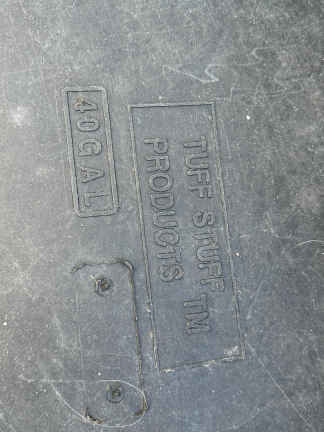 TUFF STUFF TM
PRODUCTS
40 GAL